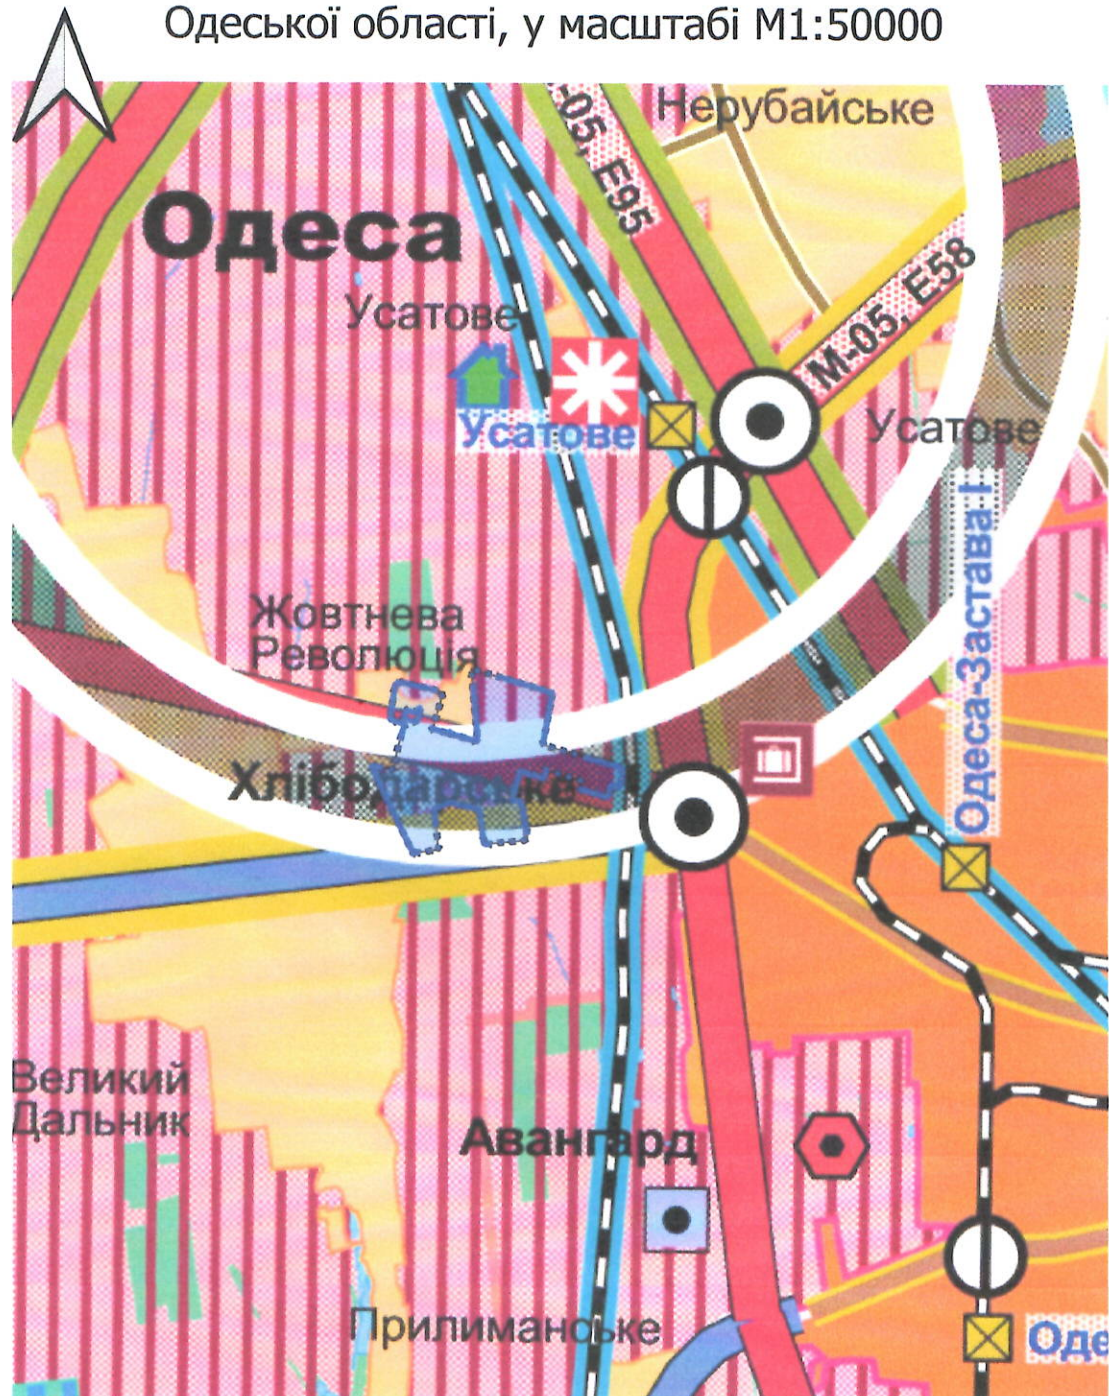 Одеської області, у масштабі М1:50000
-05, Е95
Нерубайське
Одеса
М-05, Е58
Усатове
Усатове
Усатове
Одеса-Застава І
Жовтнева
Революція
Хлібодарське
Великий
Дальник
Авангард
Прилиманське
Оде